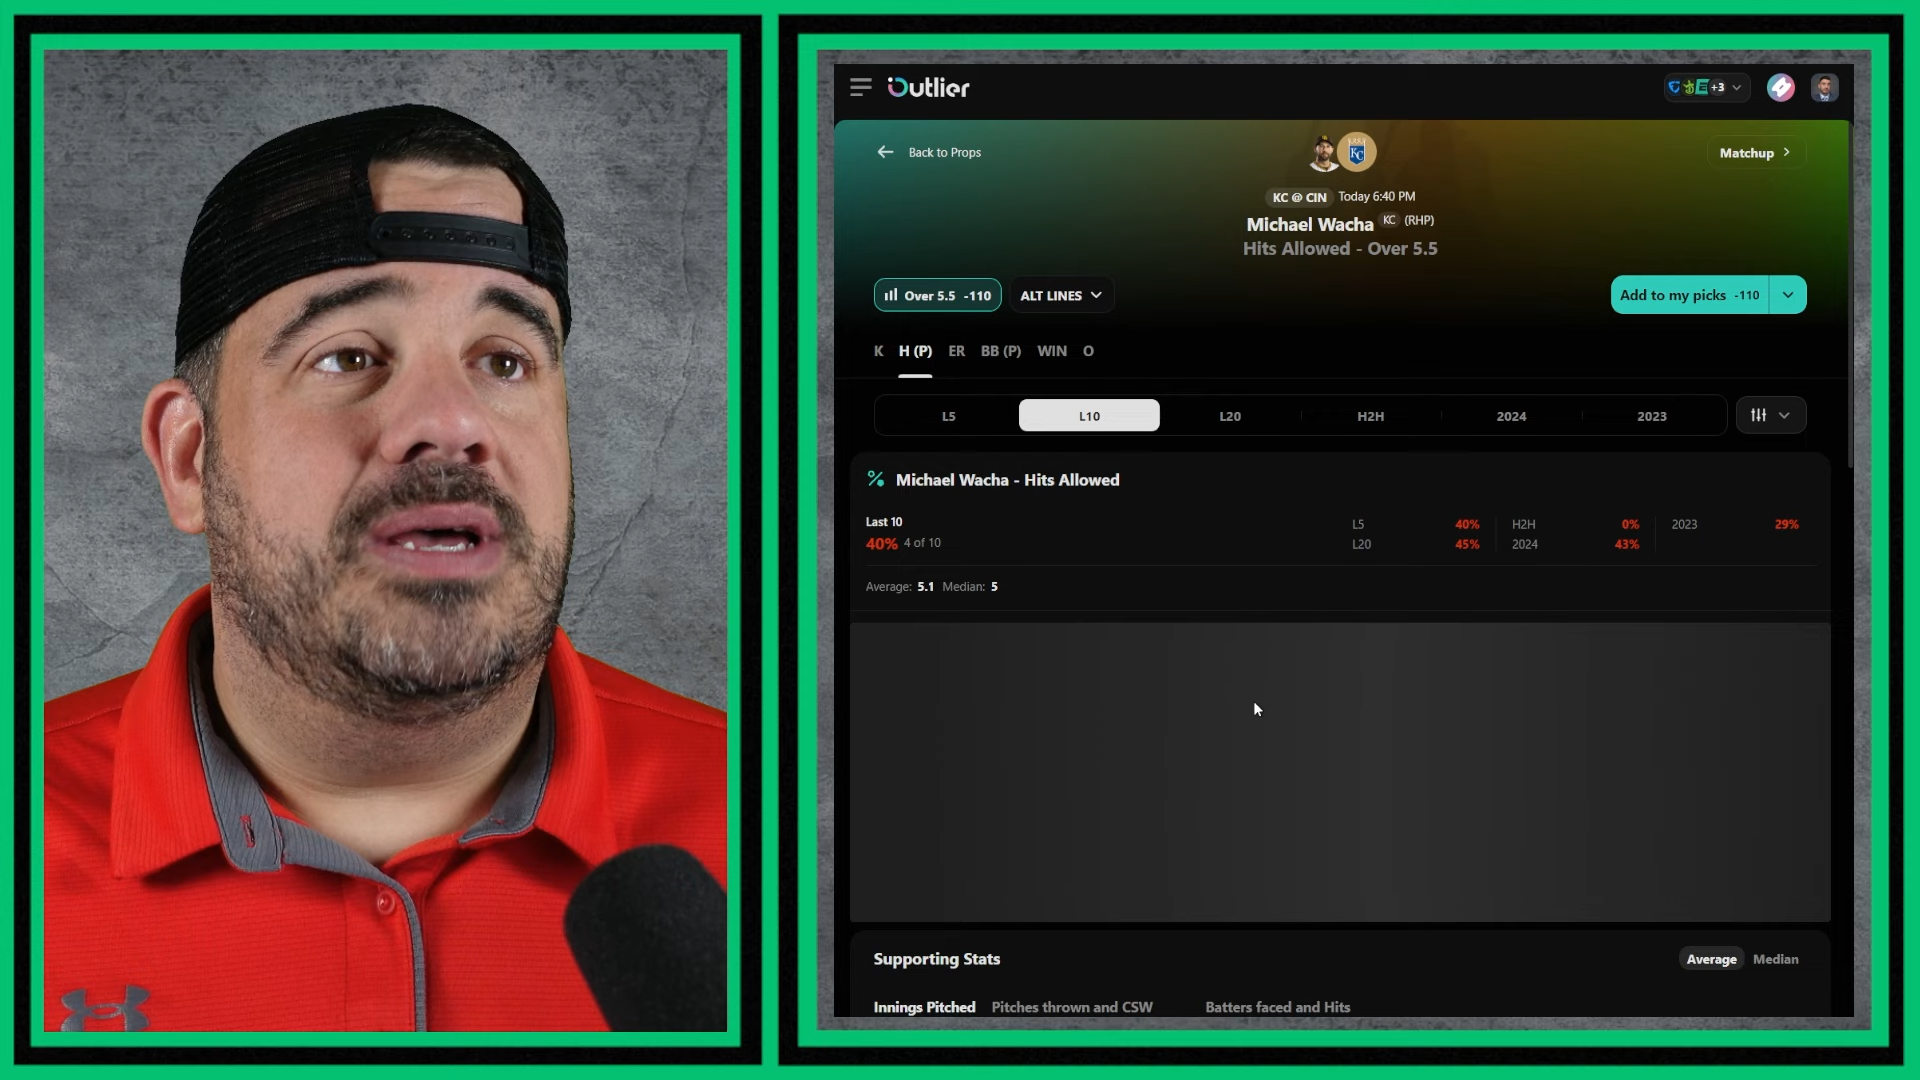 Outlier
+3
Back to Props
KC
Matchup
KC @ CIN Today 6:40 PM
Michael Wacha KC (RHP)
Hits Allowed - Over 5.5
Over 5.5 -110
ALT LINES
Add to my picks -110
K H (P) ER BB (P) WIN O
L5 L10 L20 H2H 2024 2023
Michael Wacha - Hits Allowed
Last 10
40% 4 of 10
L5 40% H2H 0% 2023 29%
L20 45% 2024 43%
Average: 5.1 Median: 5
Supporting Stats
Average Median
Innings Pitched Pitches thrown and CSW Batters faced and Hits